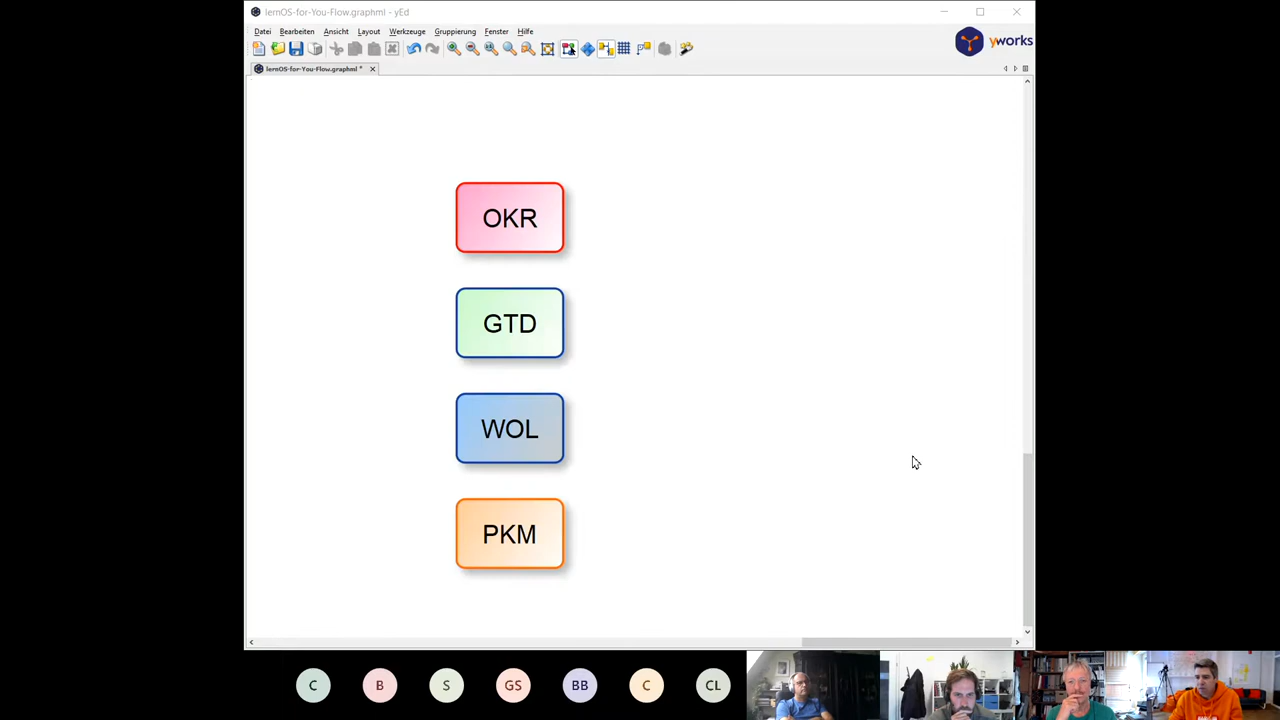 lernOS-for-You-Flow.graphml - yEd
Datei Bearbeiten Ansicht Layout Werkzeuge Gruppierung Fenster Hilfe
yworks
lernOS-for-You-Flow.graphml *
OKR
GTD
WOL
PKM
C B S GS BB C CL